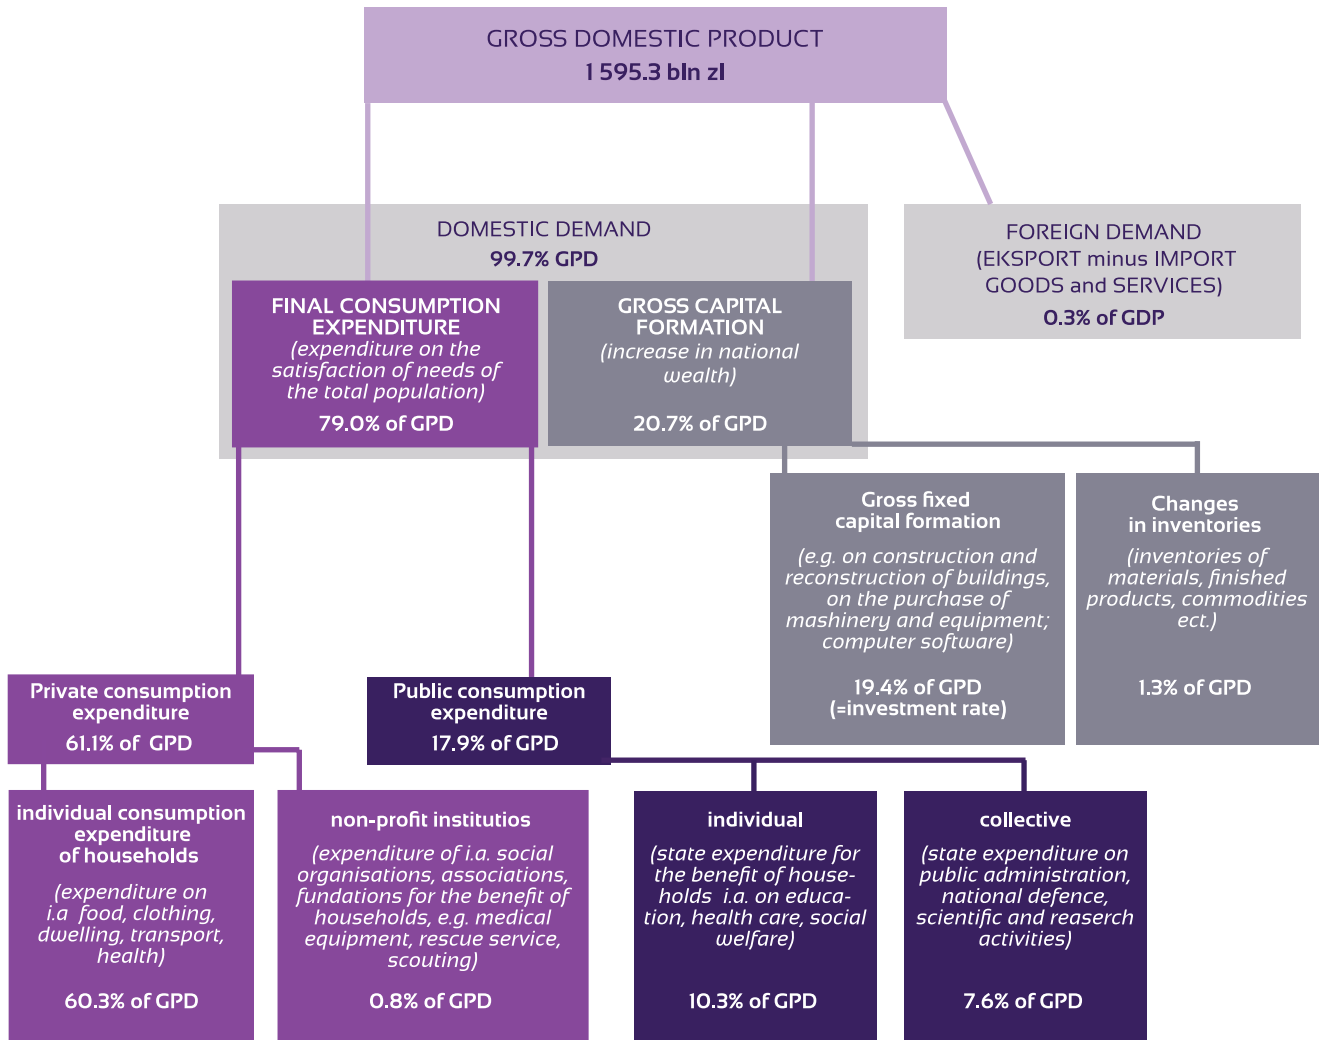 GROSS DOMESTIC PRODUCT
1 595.3 bln zl
DOMESTIC DEMAND
99.7% GPD
FOREIGN DEMAND
(EKSPORT minus IMPORT
GOODS and SERVICES)
0.3% of GDP
FINAL CONSUMPTION
EXPENDITURE
(expenditure on the
satisfaction of needs of
the total population)
79.0% of GPD
GROSS CAPITAL
FORMATION
(increase in national
wealth)
20.7% of GPD
Gross fixed
capital formation
(e.g. on construction and
reconstruction of buildings,
on the purchase of
mashinery and equipment;
computer software)
19.4% of GPD
(=investment rate)
Changes
in inventories
(inventories of
materials, finished
products, commodities
ect.)
1.3% of GPD
Private consumption
expenditure
61.1% of GPD
Public consumption
expenditure
17.9% of GPD
individual consumption
expenditure
of households
(expenditure on
i.a food, clothing,
dwelling, transport,
health)
60.3% of GPD
non-profit institutios
(expenditure of i.a. social
organisations, associations,
fundations for the benefit of
households, e.g. medical
equipment, rescue service,
scouting)
0.8% of GPD
individual
(state expenditure for
the benefit of house-
holds i.a. on educa-
tion, health care, social
welfare)
10.3% of GPD
collective
(state expenditure on
public administration,
national defence,
scientific and reaserch
activities)
7.6% of GPD